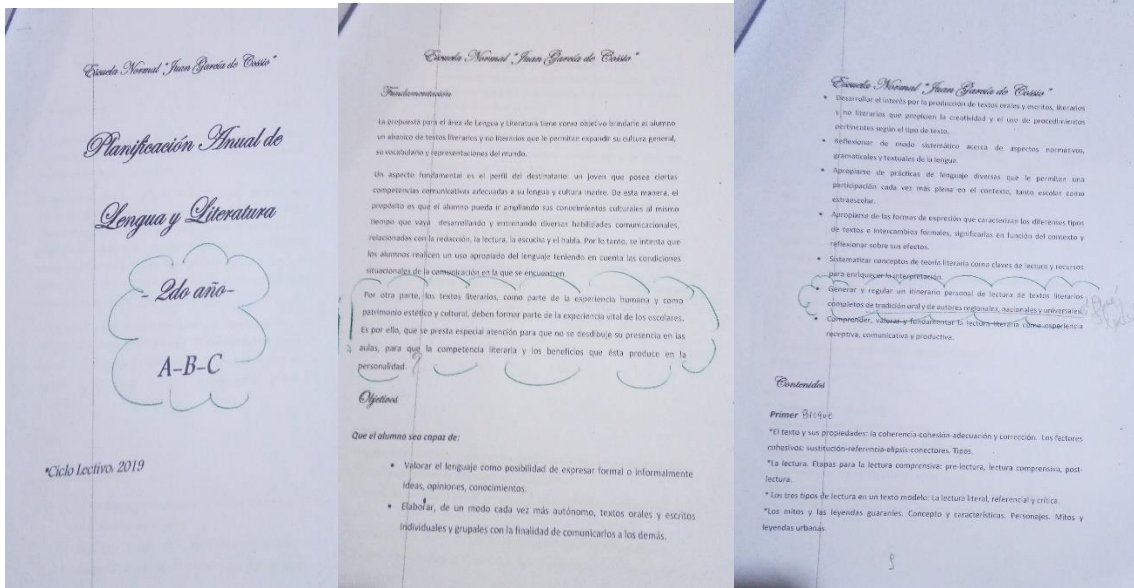 Escuela Normal "Juan García de Cossio"
Planificación Anual de
Lengua y Literatura
- 2do año-
A-B-C
*Ciclo Lectivo, 2019
Escuela Normal "Juan García de Cossio"
Fundamentación
La propuesta para el área de Lengua y Literatura tiene como objetivo brindarle al alumno
un abanico de textos literarios y no literarios que le permitan expandir su cultura general,
su vocabulario y representaciones del mundo.
Un aspecto fundamental es el perfil del destinatario: un joven que posee ciertas
competencias comunicativas adecuadas a su lengua y cultura madre. De esta manera, el
propósito es que el alumno pueda ir ampliando sus conocimientos culturales al mismo
tiempo que vaya desarrollando y entrenando diversas habilidades comunicacionales,
relacionadas con la redacción, la lectura, la escucha y el habla. Por lo tanto, se intenta que
los alumnos realicen un uso apropiado del lenguaje teniendo en cuenta las condiciones
situacionales de la comunicación en la que se encuentren.
Por otra parte, los textos literarios, como parte de la experiencia humana y como
patrimonio estético y cultural, deben formar parte de la experiencia vital de los escolares.
Es por ello, que se presta especial atención para que no se desdibuje su presencia en las
aulas, para que la competencia literaria y los beneficios que ésta produce en la
personalidad.
Objetivos
Que el alumno sea capaz de:
• Valorar el lenguaje como posibilidad de expresar formal o informalmente
ideas, opiniones, conocimientos.
• Elaborar, de un modo cada vez más autónomo, textos orales y escritos
individuales y grupales con la finalidad de comunicarlos a los demás.
Escuela Normal "Juan García de Cossio"
• Desarrollar el interés por la producción de textos orales y escritos, literarios
y no literarios que propicien la creatividad y el uso de procedimientos
pertinentes según el tipo de texto.
• Reflexionar de modo sistemático acerca de aspectos normativos,
gramaticales y textuales de la lengua.
• Apropiarse de prácticas de lenguaje diversas que le permitan una
participación cada vez más plena en el contexto, tanto escolar como
extraescolar.
• Apropiarse de las formas de expresión que caracterizan los diferentes tipos
de textos e intercambios formales, significarlos en función del contexto y
reflexionar sobre sus efectos.
• Sistematizar conceptos de teoría literaria como claves de lectura y recursos
para enriquecer la interpretación.
• Generar y regular un itinerario personal de lectura de textos literarios
completos de tradición oral y de autores regionales, nacionales y universales
• Comprender, valorar y fundamentar la lectura literaria como experiencia
receptiva, comunicativa y productiva.
Contenidos
Primer Bloque
*El texto y sus propiedades: la coherencia-cohesión-adecuación y corrección. Los factores
cohesivos: sustitución-referencia-elipsis-conectores. Tipos.
*La lectura. Etapas para la lectura comprensiva: pre-lectura, lectura comprensiva, post-
lectura.
* Los tres tipos de lectura en un texto modelo: La lectura literal, referencial y crítica.
*Los mitos y las leyendas guaraníes. Concepto y características. Personajes. Mitos y
leyendas urbanas.